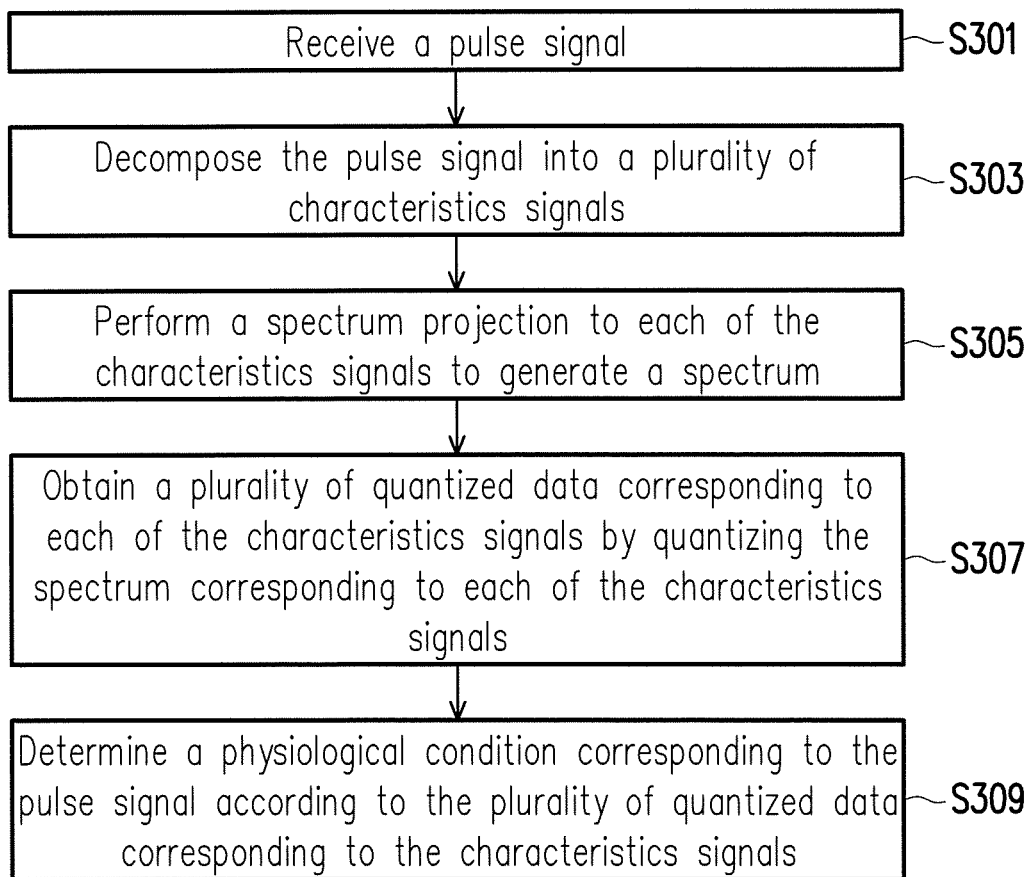 Receive a pulse signal
S301
Decompose the pulse signal into a plurality of
characteristics signals
S303
Perform a spectrum projection to each of the
characteristics signals to generate a spectrum
S305
Obtain a plurality of quantized data corresponding to
each of the characteristics signals by quantizing the
spectrum corresponding to each of the characteristics
signals
S307
Determine a physiological condition corresponding to the
pulse signal according to the plurality of quantized data
corresponding to the characteristics signals
S309